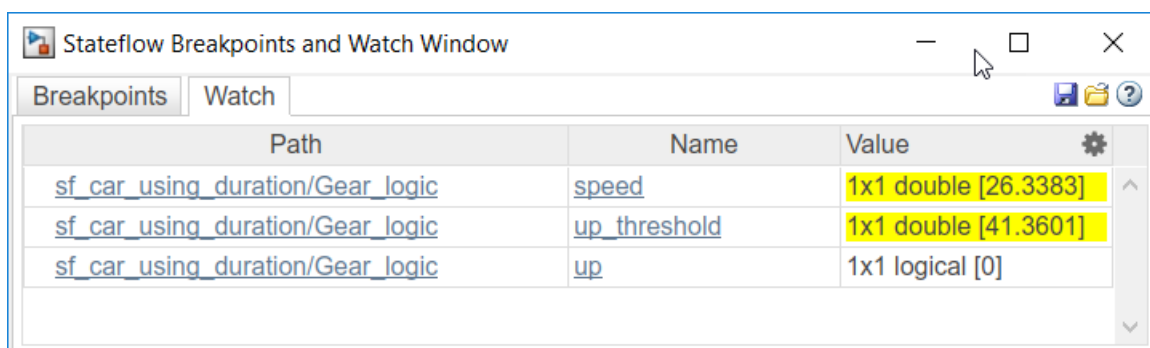 Stateflow Breakpoints and Watch Window
Breakpoints Watch
Path Name Value
sf_car_using_duration/Gear_logic speed 1x1 double [26.3383]
sf_car_using_duration/Gear_logic up_threshold 1x1 double [41.3601]
sf_car_using_duration/Gear_logic up 1x1 logical [0]